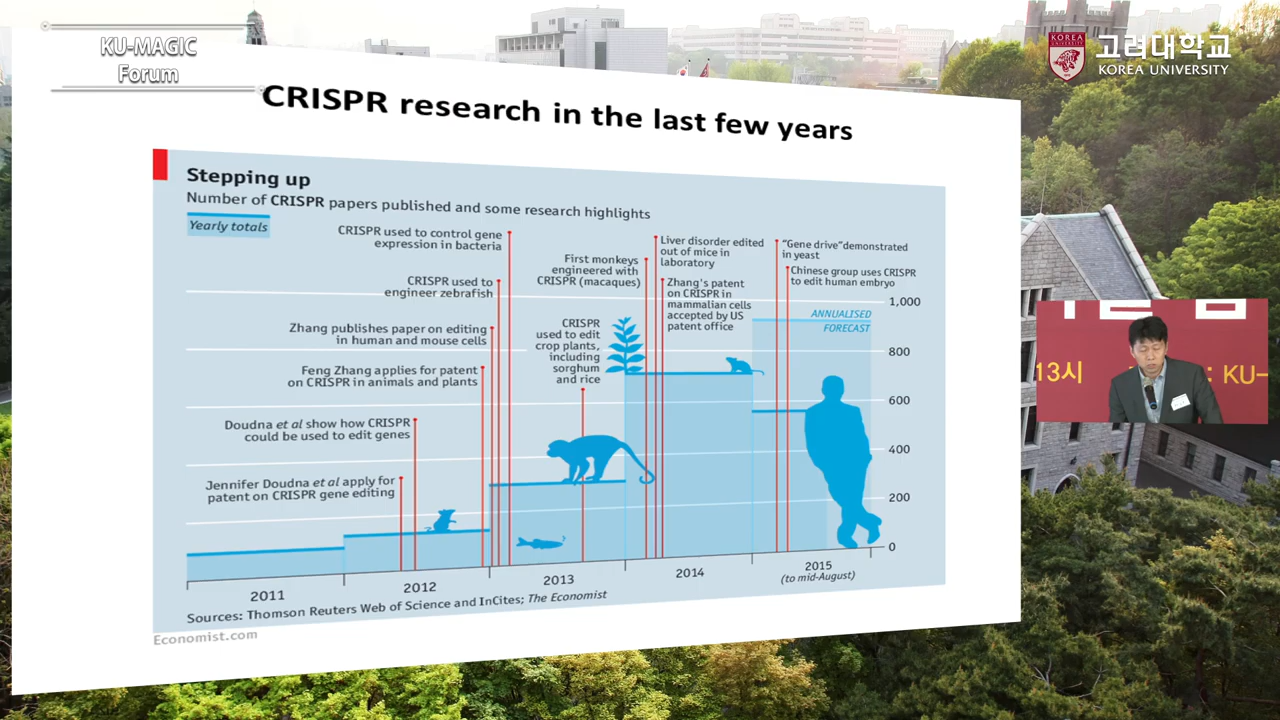 KU-MAGIC
Forum
KOREA
UNIVERSITY
고려대학교
KOREA UNIVERSITY
CRISPR research in the last few years
Stepping up
Number of CRISPR papers published and some research highlights
Yearly totals
CRISPR used to control gene
expression in bacteria
CRISPR used to
engineer zebrafish
Zhang publishes paper on editing
in human and mouse cells
Feng Zhang applies for patent
on CRISPR in animals and plants
Doudna et al show how CRISPR
could be used to edit genes
Jennifer Doudna et al apply for
patent on CRISPR gene editing
First monkeys
engineered with
CRISPR (macaques)
CRISPR
used to edit
crop plants,
including
sorghum
and rice
Liver disorder edited
out of mice in
laboratory
Zhang's patent
on CRISPR in
mammalian cells
accepted by US
patent office
"Gene drive"demonstrated
in yeast
Chinese group uses CRISPR
to edit human embryo
ANNUALISED
FORECAST
1,000
800
600
400
200
0
2011
2012
2013
2014
2015
(to mid-August)
Sources: Thomson Reuters Web of Science and InCites; The Economist
Economist.com
13시
: KU-